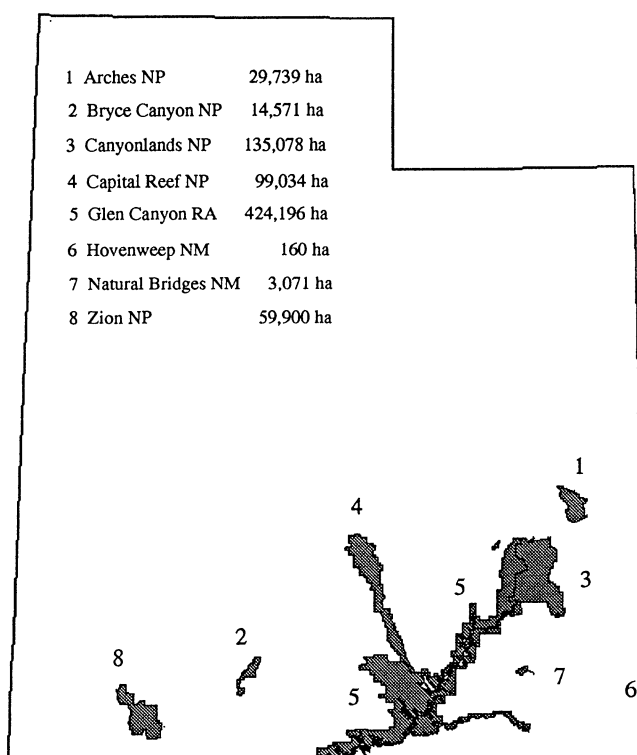 1 Arches NP 29,739 ha
2 Bryce Canyon NP 14,571 ha
3 Canyonlands NP 135,078 ha
4 Capital Reef NP 99,034 ha
5 Glen Canyon RA 424,196 ha
6 Hovenweep NM 160 ha
7 Natural Bridges NM 3,071 ha
8 Zion NP 59,900 ha
1
4
5
3
2
8
5
7
6